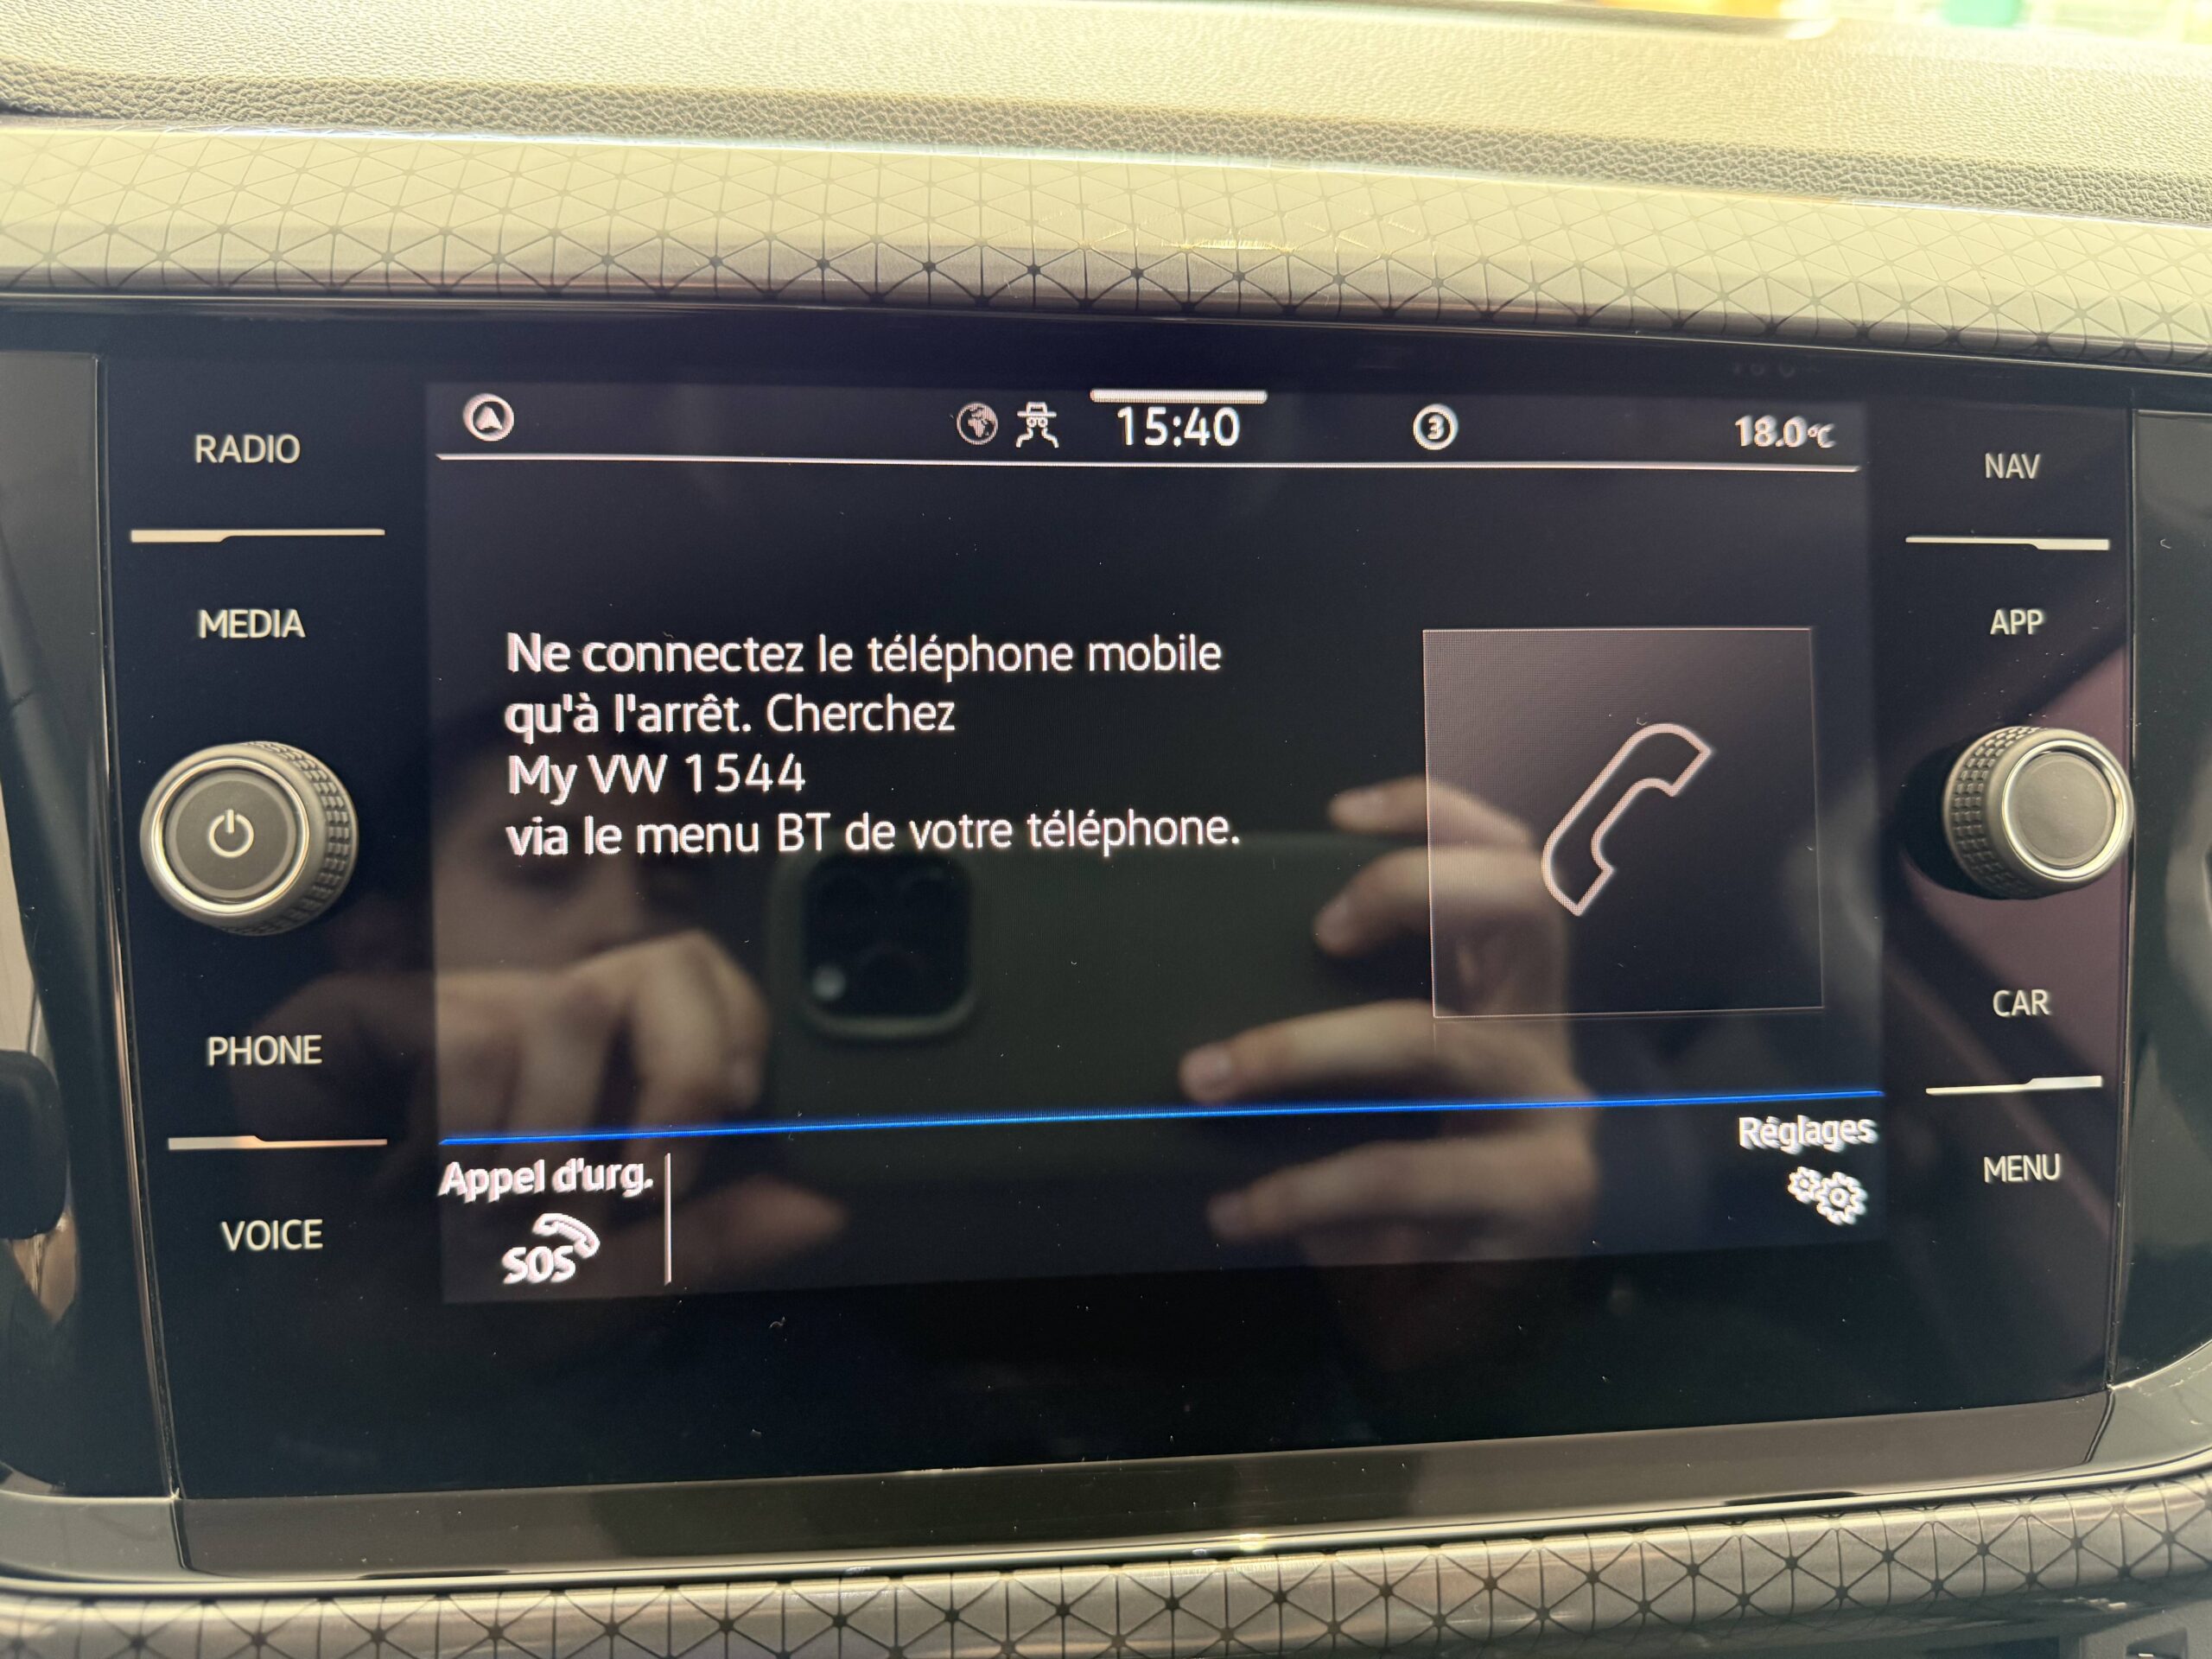 RADIO
MEDIA
PHONE
VOICE
15:40
3
18.0°C
Ne connectez le téléphone mobile
qu'à l'arrêt. Cherchez
My VW 1544
via le menu BT de votre téléphone.
Appel d'urg.
SOS
Réglages
NAV
APP
CAR
MENU